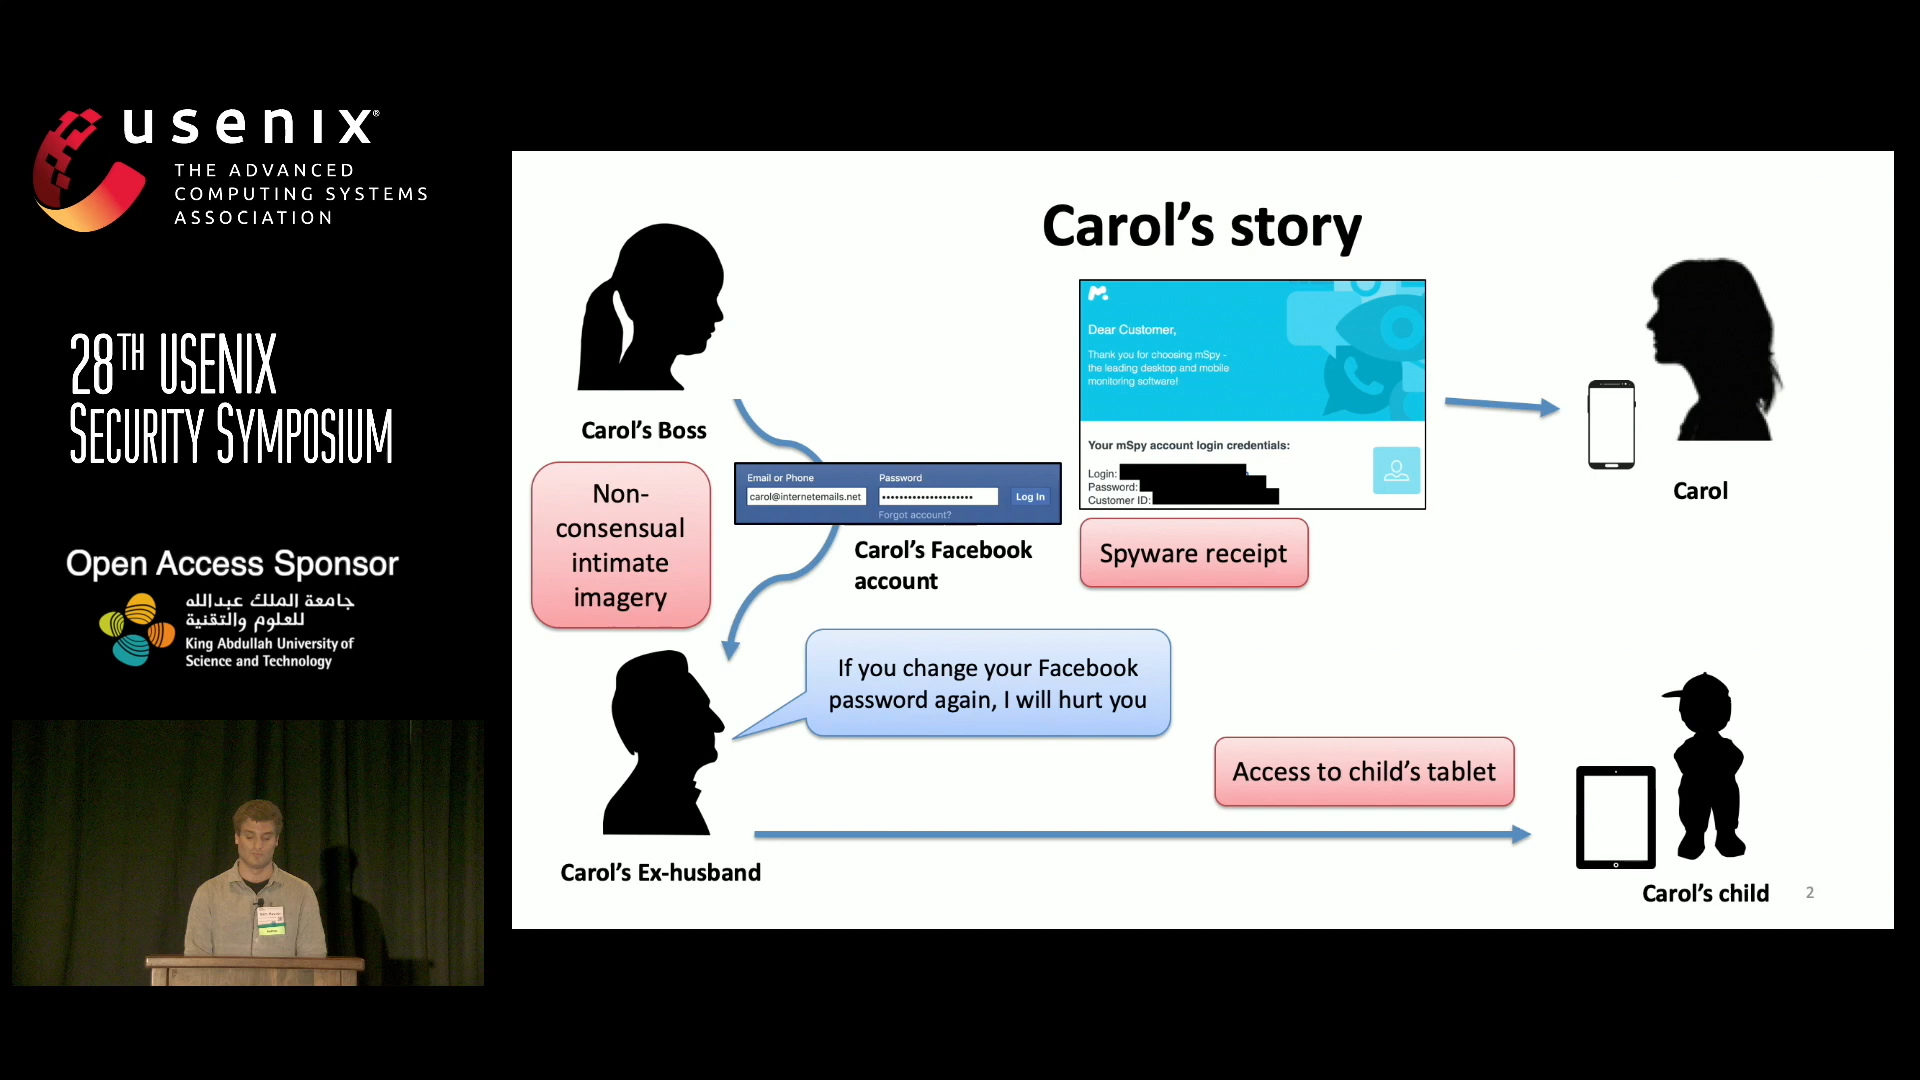 usenix®
THE ADVANCED
COMPUTING SYSTEMS
ASSOCIATION
28TH USENIX
SECURITY SYMPOSIUM
Open Access Sponsor
جامعة الملك عبدالله
للعلوم والتقنية
King Abdullah University of
Science and Technology
Carol's story
Carol's Boss
Non-
consensual
intimate
imagery
Email or Phone
Password
carol@internetemails.net
Log In
Forgot account?
Carol's Facebook
account
Dear Customer,
Thank you for choosing mSpy -
the leading desktop and mobile
monitoring software!
Your mSpy account login credentials:
Login:
Password:
Customer ID:
Spyware receipt
Carol
If you change your Facebook
password again, I will hurt you
Carol's Ex-husband
Access to child's tablet
Carol's child
2